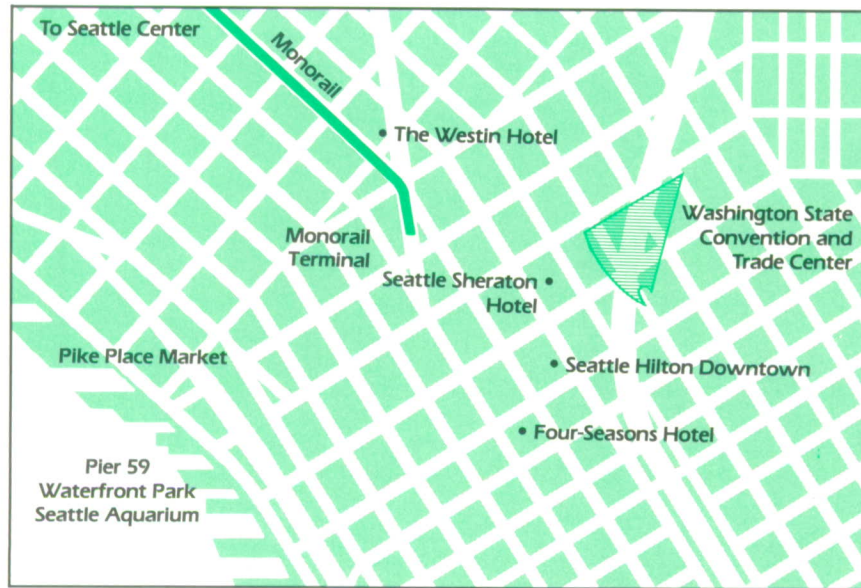 To Seattle Center
Monorail
• The Westin Hotel
Monorail
Terminal
Washington State
Convention and
Trade Center
Seattle Sheraton •
Hotel
Pike Place Market
• Seattle Hilton Downtown
• Four-Seasons Hotel
Pier 59
Waterfront Park
Seattle Aquarium